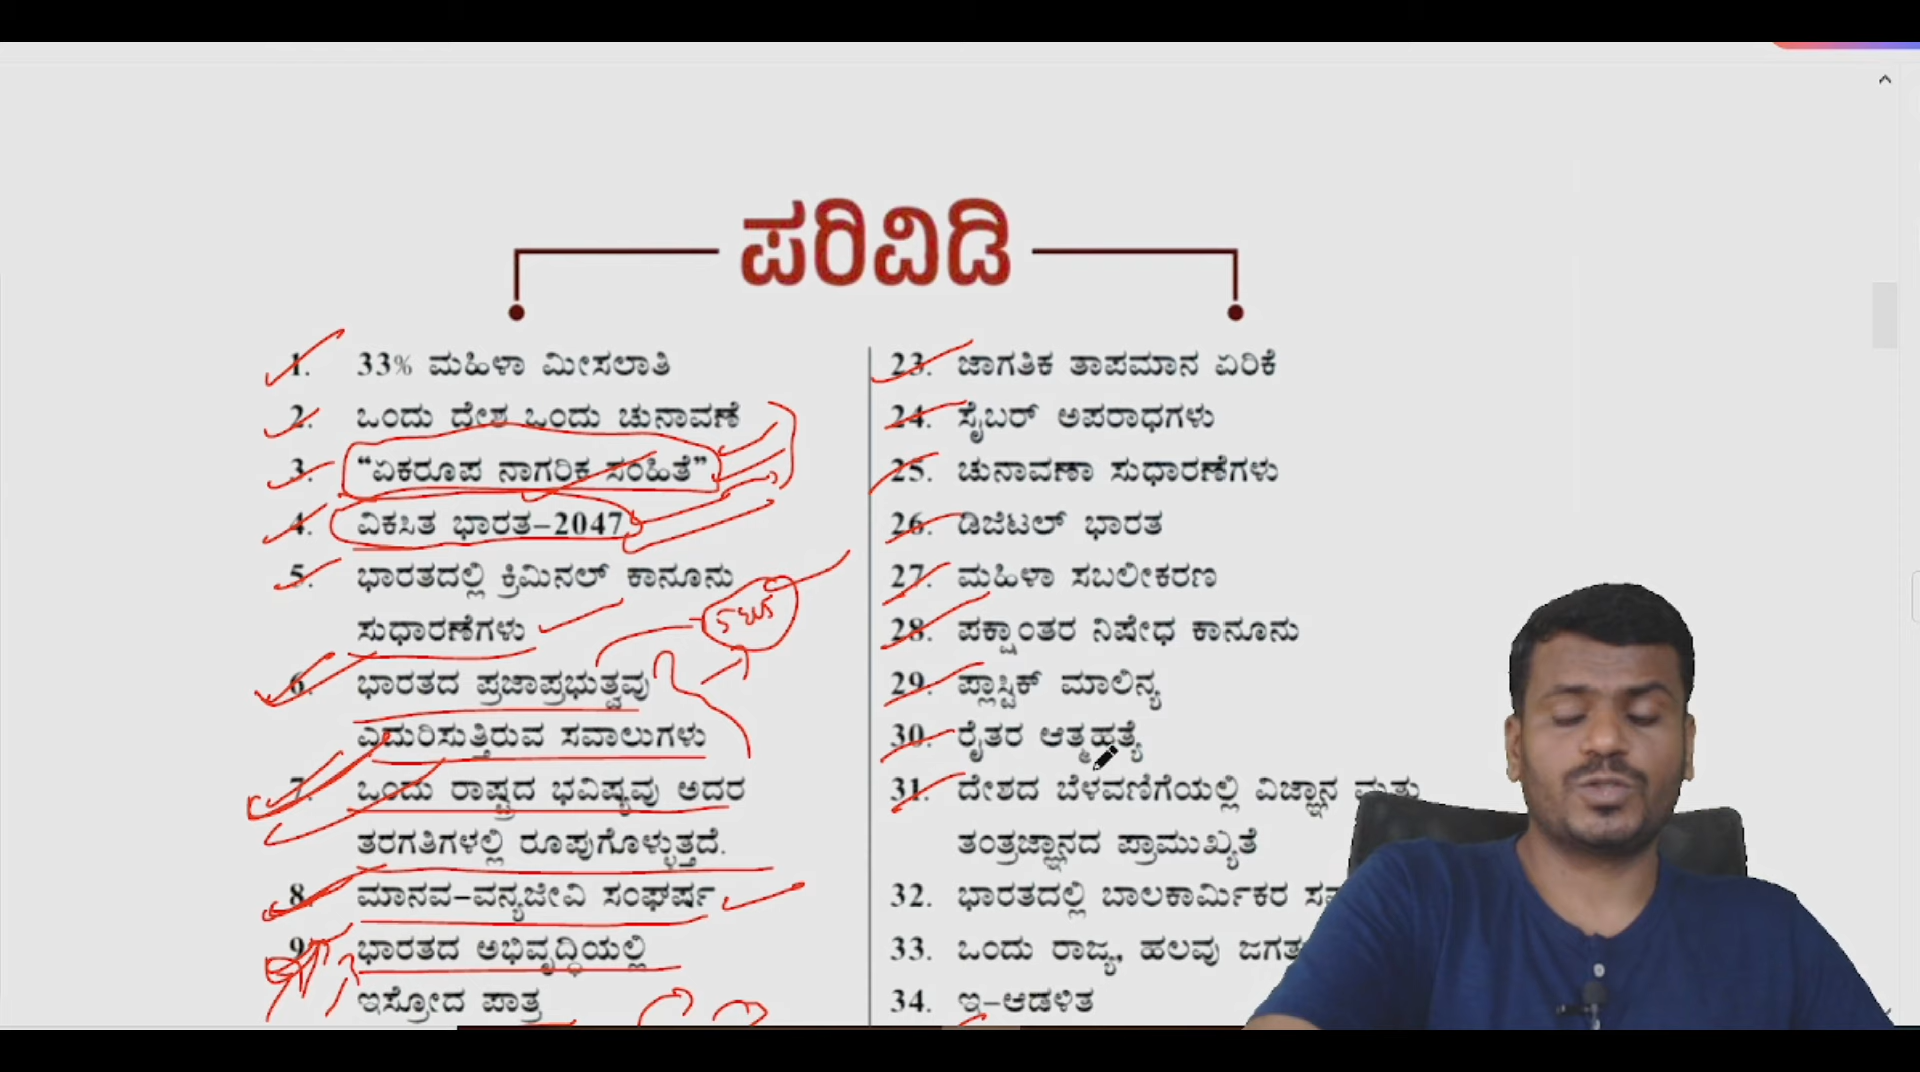 ಪರಿವಿಡಿ
1. 33% ಮಹಿಳಾ ಮೀಸಲಾತಿ
2. ಒಂದು ದೇಶ ಒಂದು ಚುನಾವಣೆ
3. “ಏಕರೂಪ ನಾಗರಿಕ ಸಂಹಿತೆ”
4. ವಿಕಸಿತ ಭಾರತ–2047
5. ಭಾರತದಲ್ಲಿ ಕ್ರಿಮಿನಲ್ ಕಾನೂನು
ಸುಧಾರಣೆಗಳು
6. ಭಾರತದ ಪ್ರಜಾಪ್ರಭುತ್ವವು
ಎದುರಿಸುತ್ತಿರುವ ಸವಾಲುಗಳು
7. ಒಂದು ರಾಷ್ಟ್ರದ ಭವಿಷ್ಯವು ಅದರ
ತರಗತಿಗಳಲ್ಲಿ ರೂಪುಗೊಳ್ಳುತ್ತದೆ.
8. ಮಾನವ–ವನ್ಯಜೀವಿ ಸಂಘರ್ಷ
9. ಭಾರತದ ಅಭಿವೃದ್ಧಿಯಲ್ಲಿ
ಇಸ್ರೋದ ಪಾತ್ರ
23. ಜಾಗತಿಕ ತಾಪಮಾನ ಏರಿಕೆ
24. ಸೈಬರ್ ಅಪರಾಧಗಳು
25. ಚುನಾವಣಾ ಸುಧಾರಣೆಗಳು
26. ಡಿಜಿಟಲ್ ಭಾರತ
27. ಮಹಿಳಾ ಸಬಲೀಕರಣ
28. ಪಕ್ಷಾಂತರ ನಿಷೇಧ ಕಾನೂನು
29. ಪ್ಲಾಸ್ಟಿಕ್ ಮಾಲಿನ್ಯ
30. ರೈತರ ಆತ್ಮಹತ್ಯೆ
31. ದೇಶದ ಬೆಳವಣಿಗೆಯಲ್ಲಿ ವಿಜ್ಞಾನ ಮತ್ತು
ತಂತ್ರಜ್ಞಾನದ ಪ್ರಾಮುಖ್ಯತೆ
32. ಭಾರತದಲ್ಲಿ ಬಾಲಕಾರ್ಮಿಕರ
33. ಒಂದು ರಾಜ್ಯ, ಹಲವು
34. ಇ–ಆಡಳಿತ